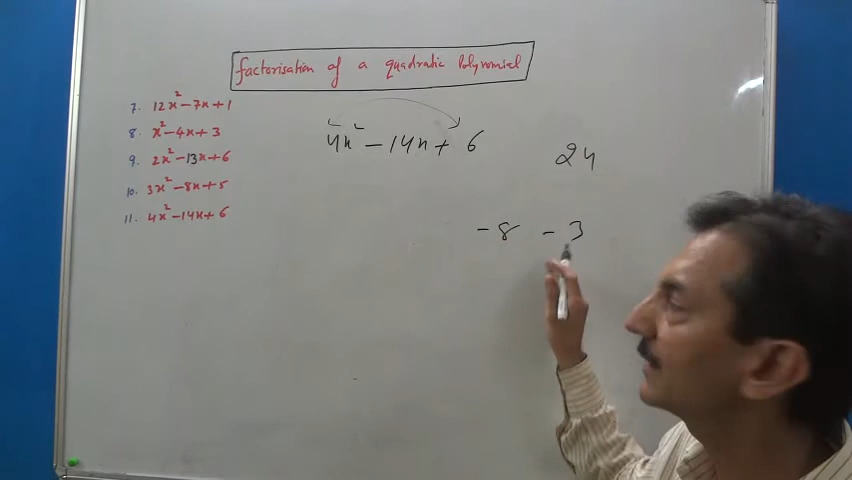 factorisation of a quadratic Polynomial
7. 12x² - 7x + 1
8. x² - 4x + 3
9. 2x² - 13x + 6
10. 3x² - 8x + 5
11. 4x² - 14x + 6
4x² - 14x + 6
24
-8 -3